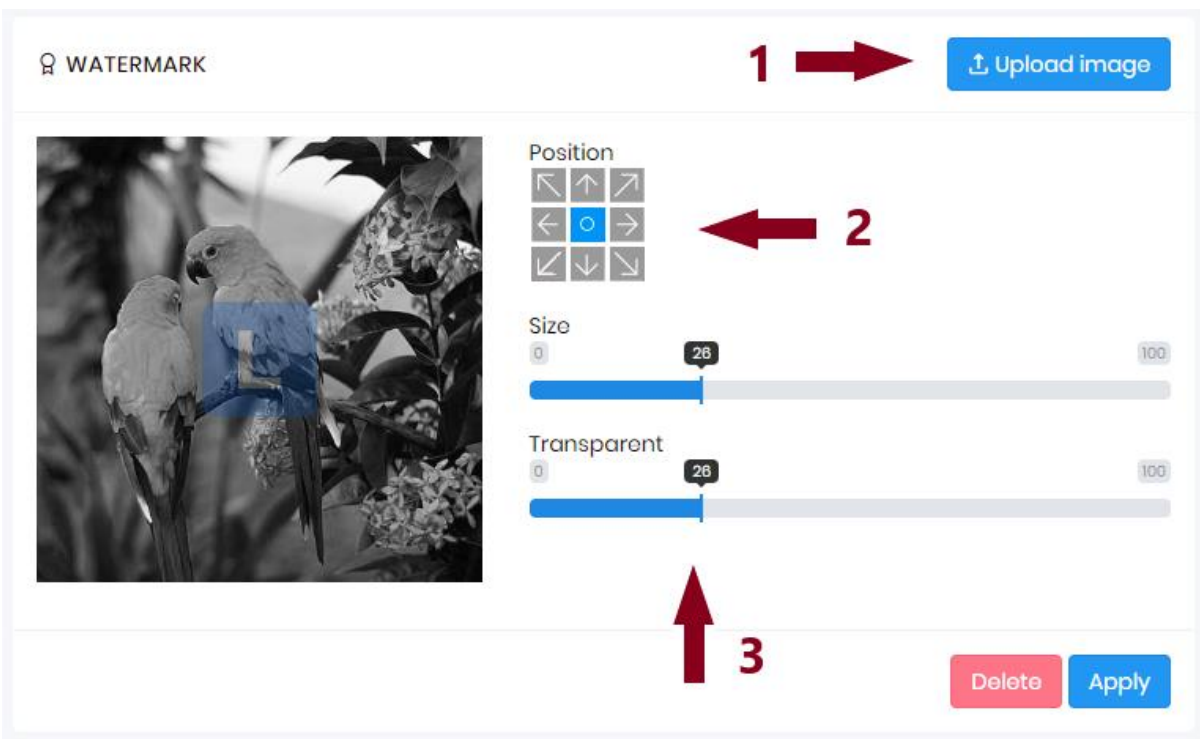 WATERMARK
1
Upload image
Position
2
Size
0
26
100
Transparent
0
26
100
L
3
Delete
Apply